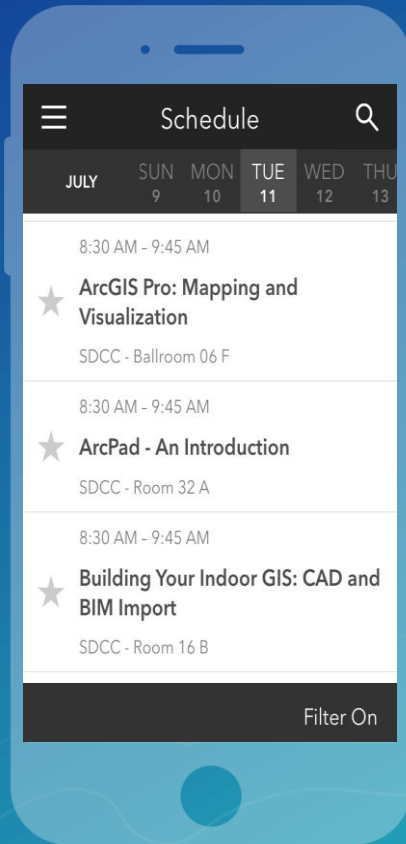 Schedule
JULY SUN MON TUE WED THU
9 10 11 12 13
8:30 AM – 9:45 AM
ArcGIS Pro: Mapping and
Visualization
SDCC - Ballroom 06 F
8:30 AM – 9:45 AM
ArcPad - An Introduction
SDCC - Room 32 A
8:30 AM – 9:45 AM
Building Your Indoor GIS: CAD and
BIM Import
SDCC - Room 16 B
Filter On